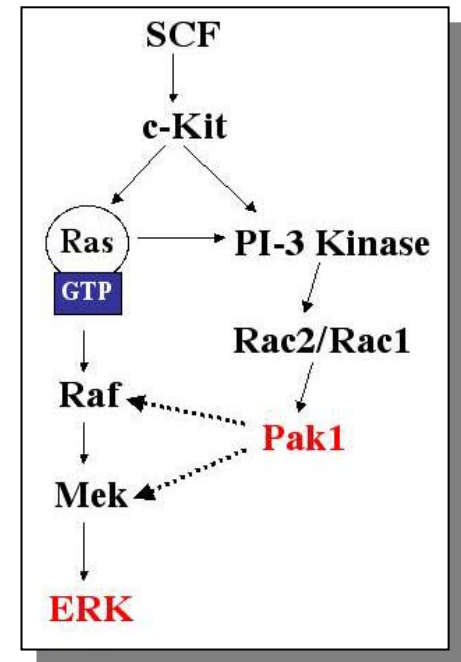 SCF
c-Kit
Ras
PI-3 Kinase
GTP
Rac2/Rac1
Raf
Pak1
Mek
ERK